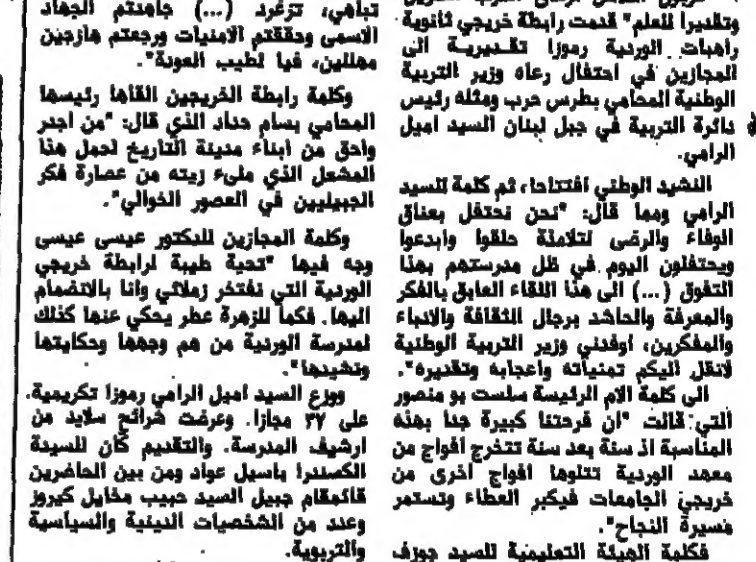 وتقديرا للعلم" قدمت رابطة خريجي ثانوية
راهبات الوردية رموزا تقديرية الى
المجازين في احتفال رعاه وزير التربية
الوطنية المحامي بطرس حرب ومثله رئيس
دائرة التربية في جبل لبنان السيد اميل
الرامي.
النشيد الوطني افتتاحا، ثم كلمة للسيد
الرامي ومما قال: "نحن نحتفل بعناق
الوفاء والرضى لتلامذة حلقوا وابدعوا
ويحتفلون اليوم في ظل مدرستهم بهذا
التفوق (...) الى هذا اللقاء العابق بالفكر
والمعرفة والحاشد برجال الثقافة والانباء
والمفكرين، اوفدني وزير التربية الوطنية
لانقل اليكم تمنياته واعجابه وتقديره".
الى كلمة الام الرئيسة سلست بو منصور
التي قالت "ان فرحتنا كبيرة جدا بهذه
المناسبة اذ سنة بعد سنة تتخرج افواج من
معهد الوردية تتلوها افواج اخرى من
خريجي الجامعات فيكبر العطاء وتستمر
مسيرة النجاح".
فكلمة الهيئة التعليمية للسيد جوزف
تباهي، تزغرد (...) جاهدتم الجهاد
الاسمى وحققتم الامنيات ورجعتم هازجين
مهللين، فيا لطيب العودة".
وكلمة رابطة الخريجين القاها رئيسها
المحامي بسام حداد الذي قال: "من اجدر
واحق من ابناء مدينة التاريخ لحمل هذا
المشعل الذي مليء زيته من عصارة فكر
الجبيليين في العصور الخوالي".
وكلمة المجازين للدكتور عيسى عيسى
وجه فيها "تحية طيبة لرابطة خريجي
الوردية التي نفتخر زملائي وانا بالانضمام
اليها. فكما للزهرة عطر يحكي عنها كذلك
لمدرسة الوردية من هم وجهها وحكايتها
ونشيدها".
ووزع السيد اميل الرامي رموزا تكريمية
على ٣٧ مجازا. وعرضت شرائح سلايد من
ارشيف المدرسة. والتقديم كان للسيدة
الكسندرا باسيل عواد ومن بين الحاضرين
قائمقام جبيل السيد حبيب مخايل كيروز
وعدد من الشخصيات الدينية والسياسية
والتربوية.